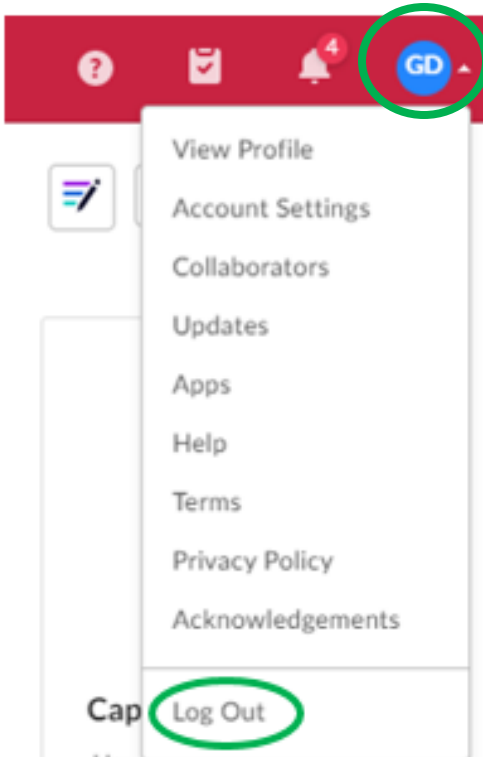 ?
4
GD
View Profile
Account Settings
Collaborators
Updates
Apps
Help
Terms
Privacy Policy
Acknowledgements
Cap
Log Out